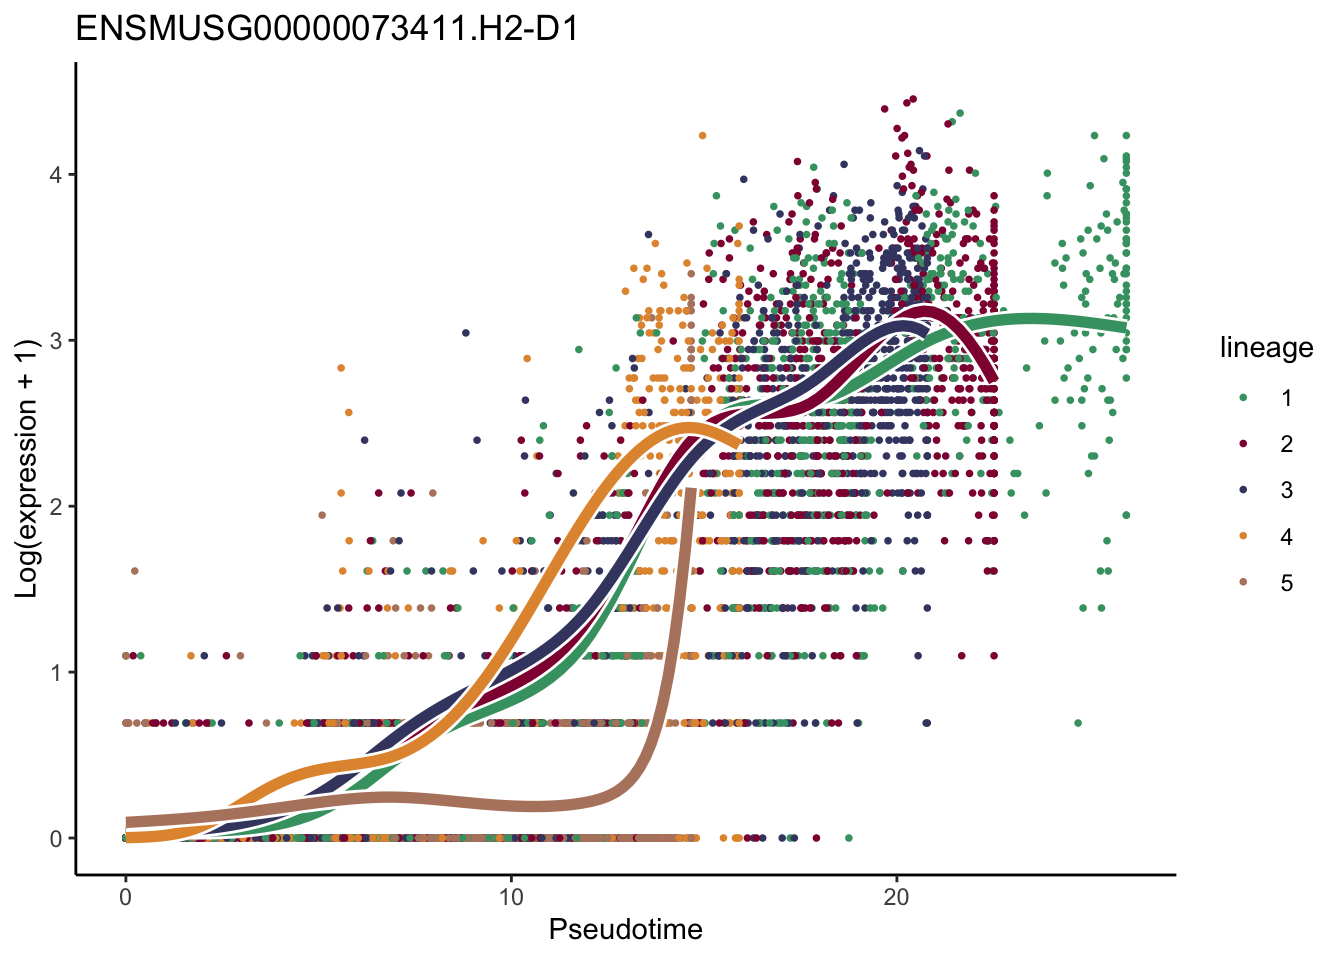 ENSMUSG00000073411.H2-D1
Log(expression + 1)
4
3
2
1
0
0 10 20
Pseudotime
lineage
1
2
3
4
5